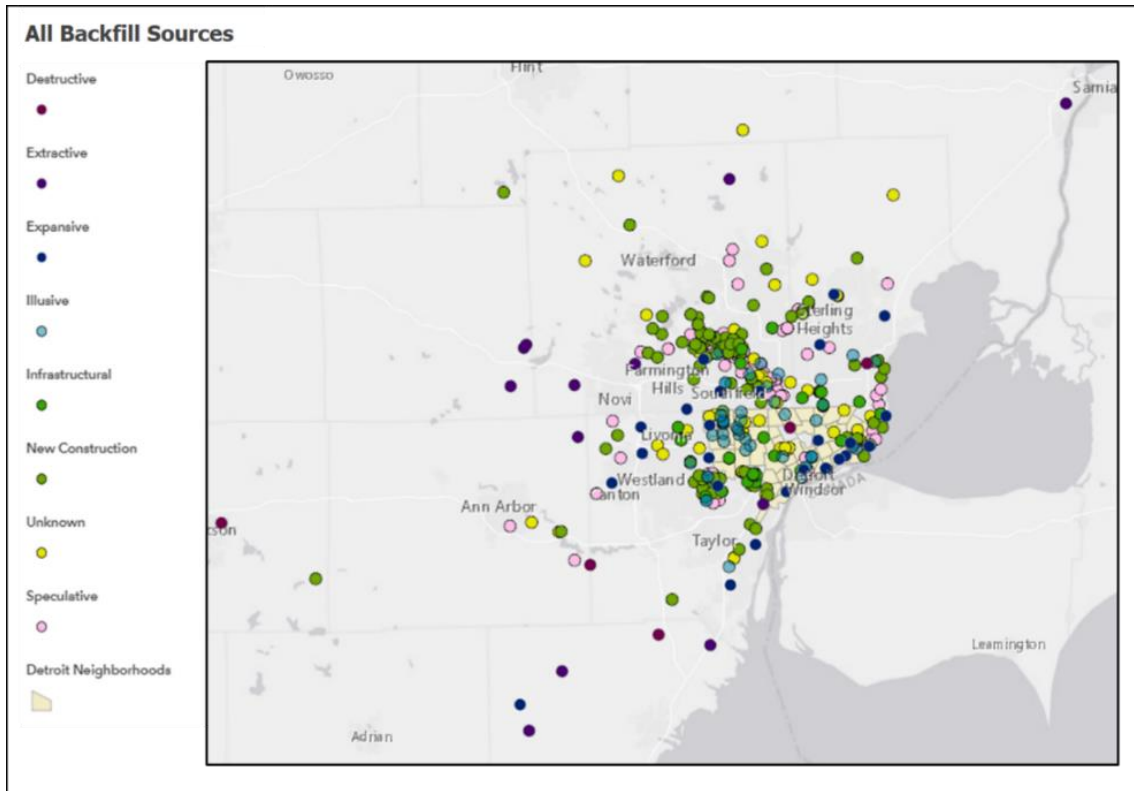 All Backfill Sources
Destructive
Extractive
Expansive
Illusive
Infrastructural
New Construction
Unknown
Speculative
Detroit Neighborhoods
Owosso
Flint
Sarnia
Waterford
Sterling
Heights
Farmington
Hills
Southfield
Novi
Livonia
Westland
Detroit
Windsor
CANADA
Canton
Ann Arbor
Taylor
Leamington
Adrian